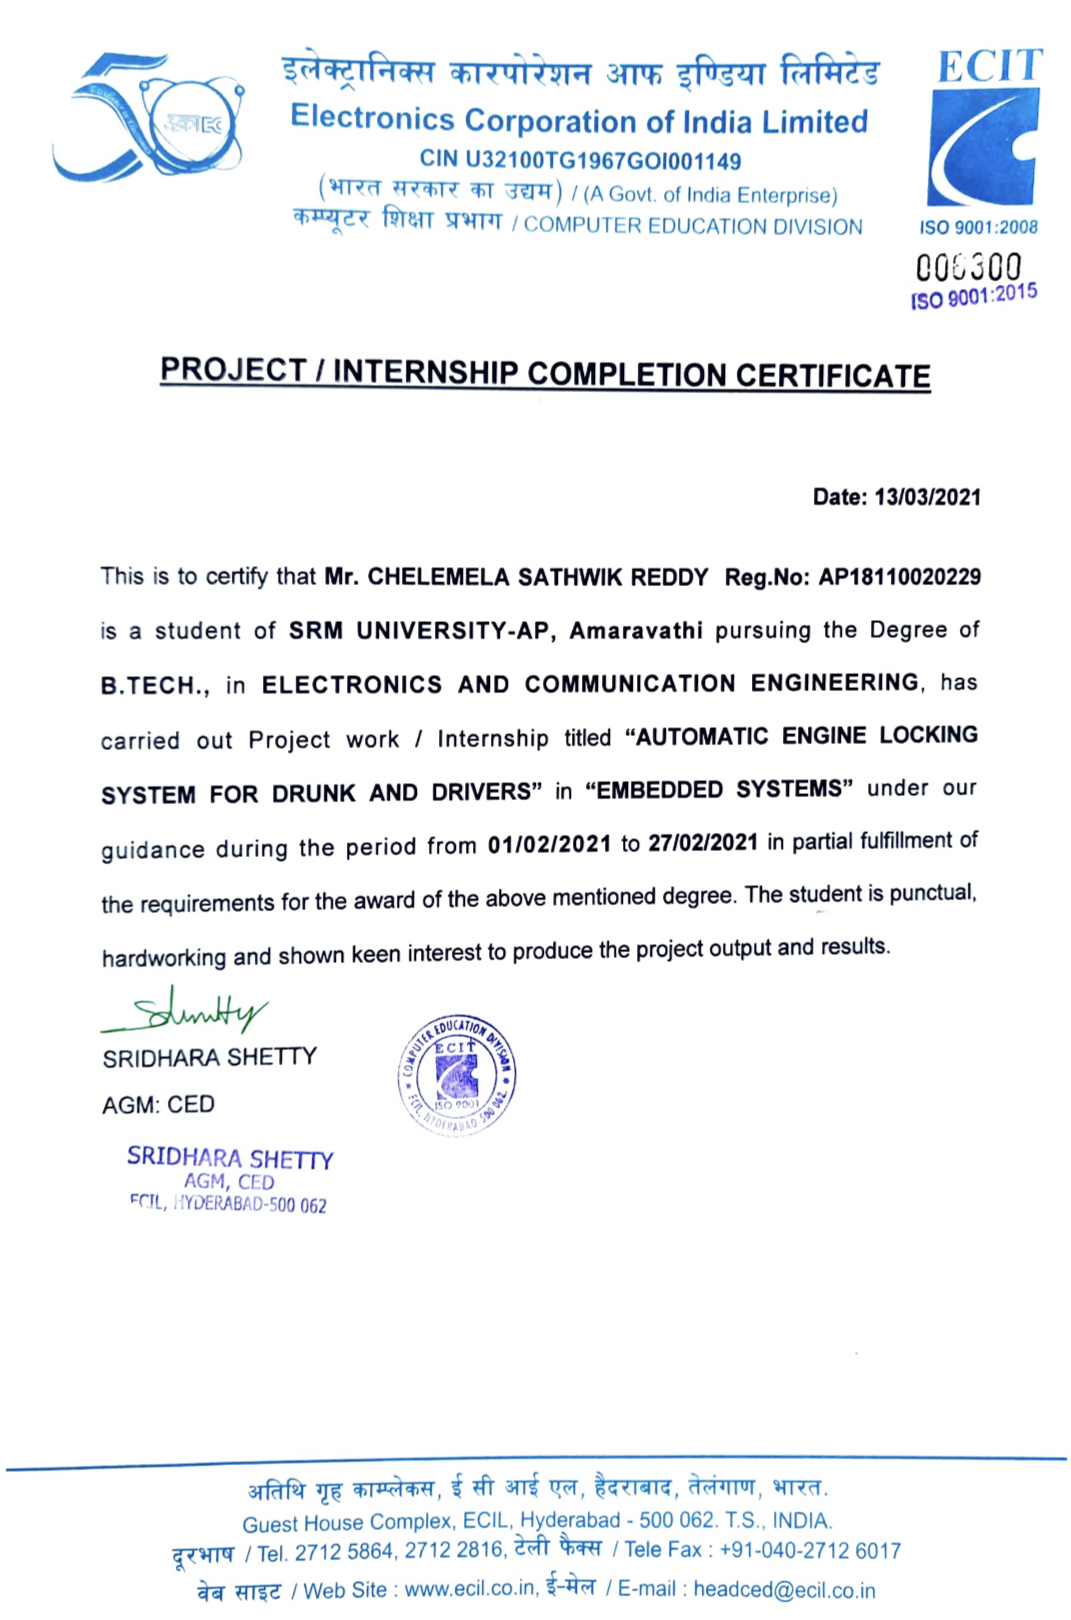 इलेक्ट्रानिक्स कारपोरेशन आफ इण्डिया लिमिटेड
Electronics Corporation of India Limited
CIN U32100TG1967GOI001149
(भारत सरकार का उद्यम) / (A Govt. of India Enterprise)
कम्प्यूटर शिक्षा प्रभाग / COMPUTER EDUCATION DIVISION
50
ECIT
ISO 9001:2008
006300
ISO 9001:2015
PROJECT / INTERNSHIP COMPLETION CERTIFICATE
Date: 13/03/2021
This is to certify that Mr. CHELEMELA SATHWIK REDDY Reg.No: AP18110020229
is a student of SRM UNIVERSITY-AP, Amaravathi pursuing the Degree of
B.TECH., in ELECTRONICS AND COMMUNICATION ENGINEERING, has
carried out Project work / Internship titled “AUTOMATIC ENGINE LOCKING
SYSTEM FOR DRUNK AND DRIVERS” in “EMBEDDED SYSTEMS” under our
guidance during the period from 01/02/2021 to 27/02/2021 in partial fulfillment of
the requirements for the award of the above mentioned degree. The student is punctual,
hardworking and shown keen interest to produce the project output and results.
SRIDHARA SHETTY
AGM: CED
COMPUTER EDUCATION DIVISION
ECIT
ISO 9001
ECIL, HYDERABAD 500 062
SRIDHARA SHETTY
AGM, CED
ECIL, HYDERABAD-500 062
अतिथि गृह काम्प्लेकस, ई सी आई एल, हैदराबाद, तेलंगाण, भारत.
Guest House Complex, ECIL, Hyderabad - 500 062. T.S., INDIA.
दूरभाष / Tel. 2712 5864, 2712 2816, टेली फैक्स / Tele Fax : +91-040-2712 6017
वेब साइट / Web Site : www.ecil.co.in, ई-मेल / E-mail : headced@ecil.co.in